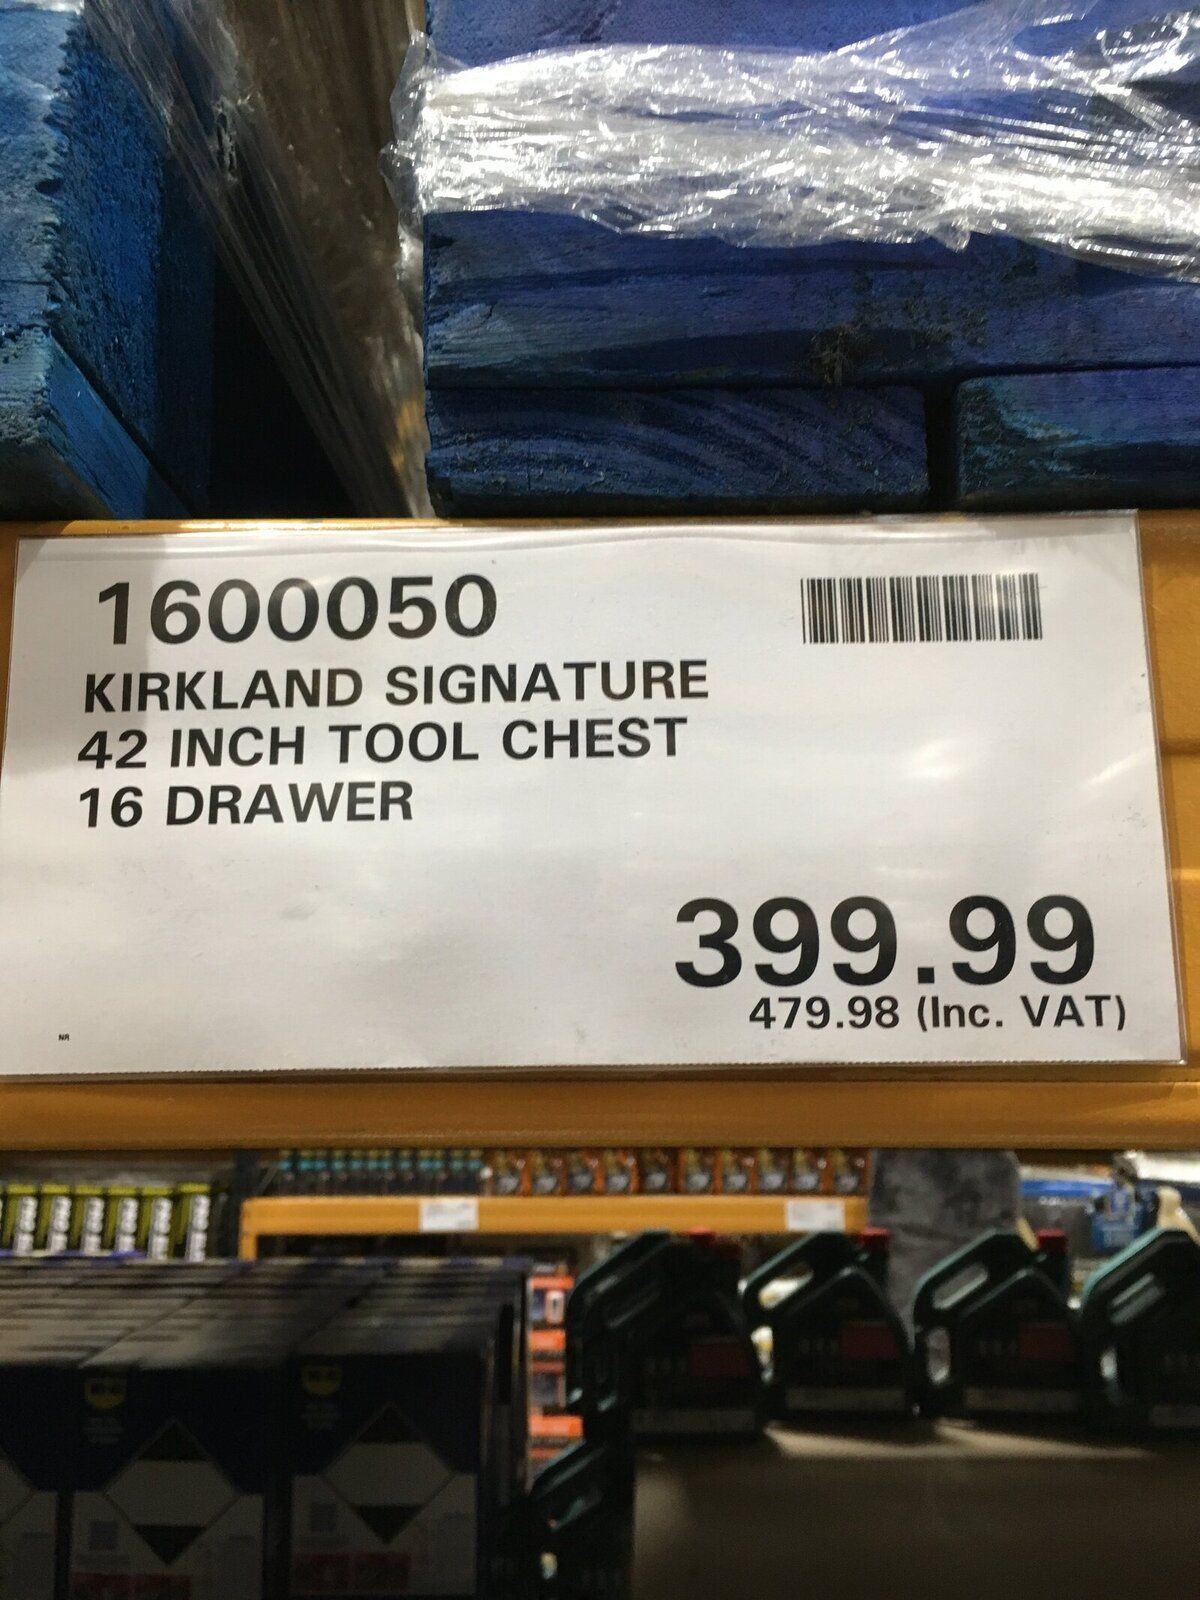 1600050
KIRKLAND SIGNATURE
42 INCH TOOL CHEST
16 DRAWER
399.99
479.98 (Inc. VAT)
NR